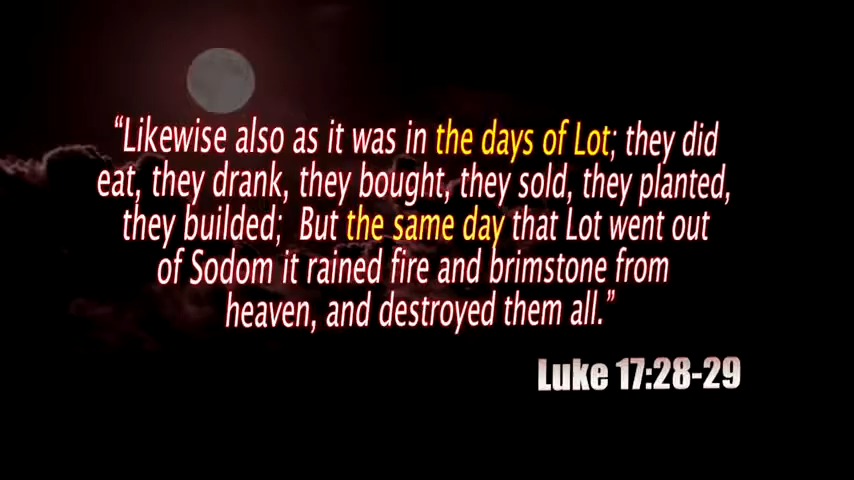 “Likewise also as it was in the days of Lot; they did
eat, they drank, they bought, they sold, they planted,
they builded; But the same day that Lot went out
of Sodom it rained fire and brimstone from
heaven, and destroyed them all.”
Luke 17:28-29